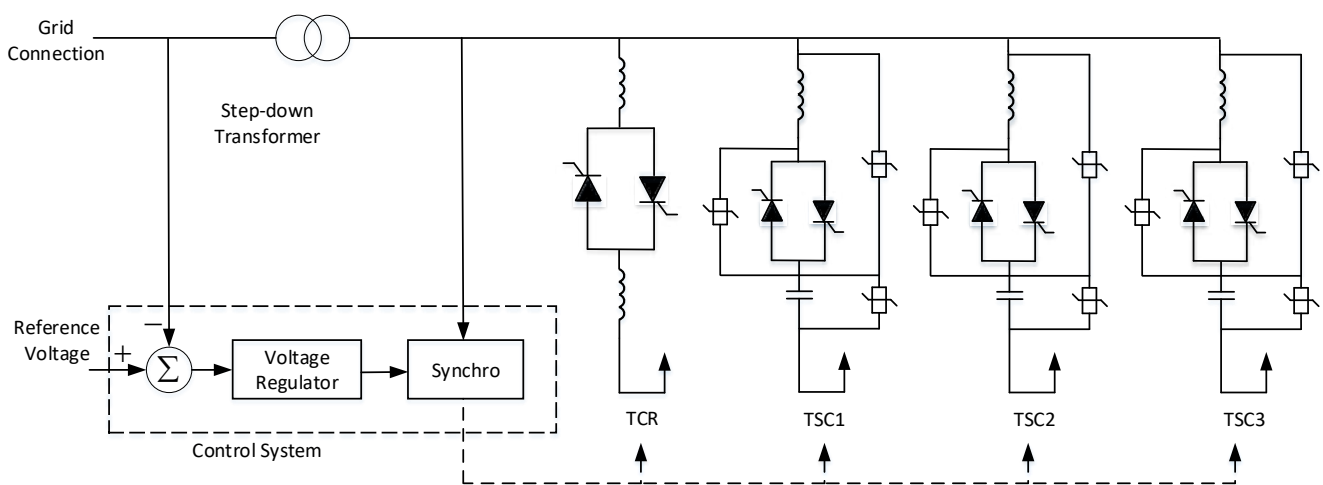 Grid
Connection
Step-down
Transformer
Reference
Voltage
−
+
Σ
Voltage
Regulator
Synchro
Control System
TCR
TSC1
TSC2
TSC3